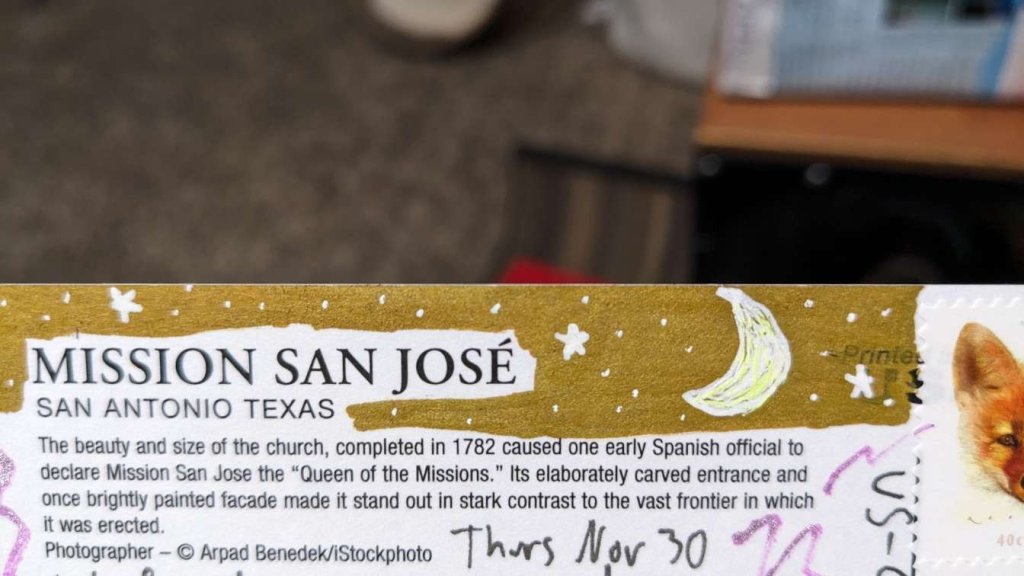 MISSION SAN JOSÉ
Printed
SAN ANTONIO TEXAS
The beauty and size of the church, completed in 1782 caused one early Spanish official to
declare Mission San Jose the “Queen of the Missions.” Its elaborately carved entrance and
once brightly painted facade made it stand out in stark contrast to the vast frontier in which
it was erected.
Photographer – © Arpad Benedek/iStockphoto
Thurs Nov 30
US-
40c